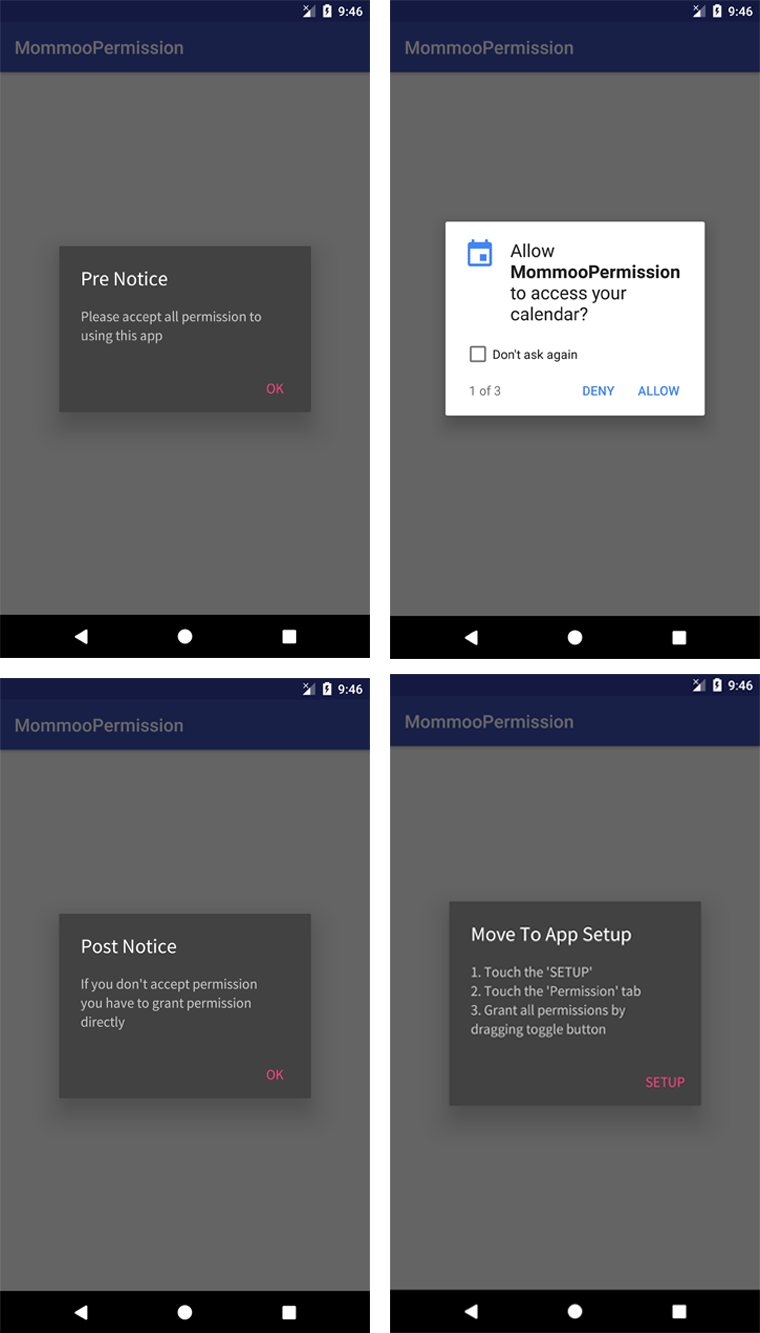 9:46
MommooPermission
Pre Notice
Please accept all permission to
using this app
OK
9:46
MommooPermission
Allow
MommooPermission
to access your
calendar?
Don't ask again
1 of 3 DENY ALLOW
9:46
MommooPermission
Post Notice
If you don't accept permission
you have to grant permission
directly
OK
9:46
MommooPermission
Move To App Setup
1. Touch the 'SETUP'
2. Touch the 'Permission' tab
3. Grant all permissions by
dragging toggle button
SETUP